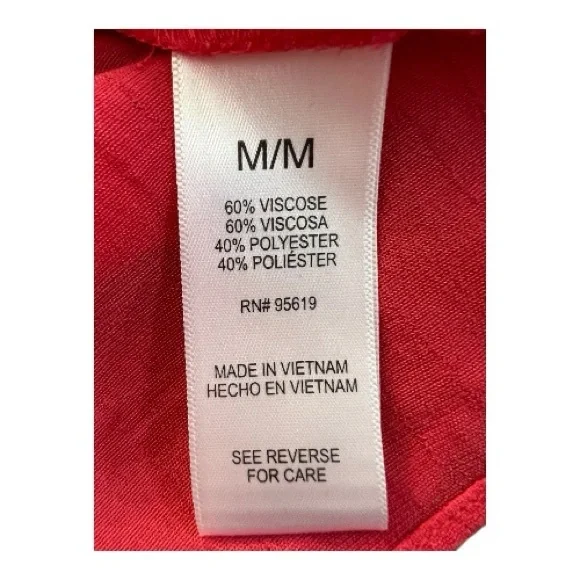 M/M
60% VISCOSE
60% VISCOSA
40% POLYESTER
40% POLIÉSTER
RN# 95619
MADE IN VIETNAM
HECHO EN VIETNAM
SEE REVERSE
FOR CARE